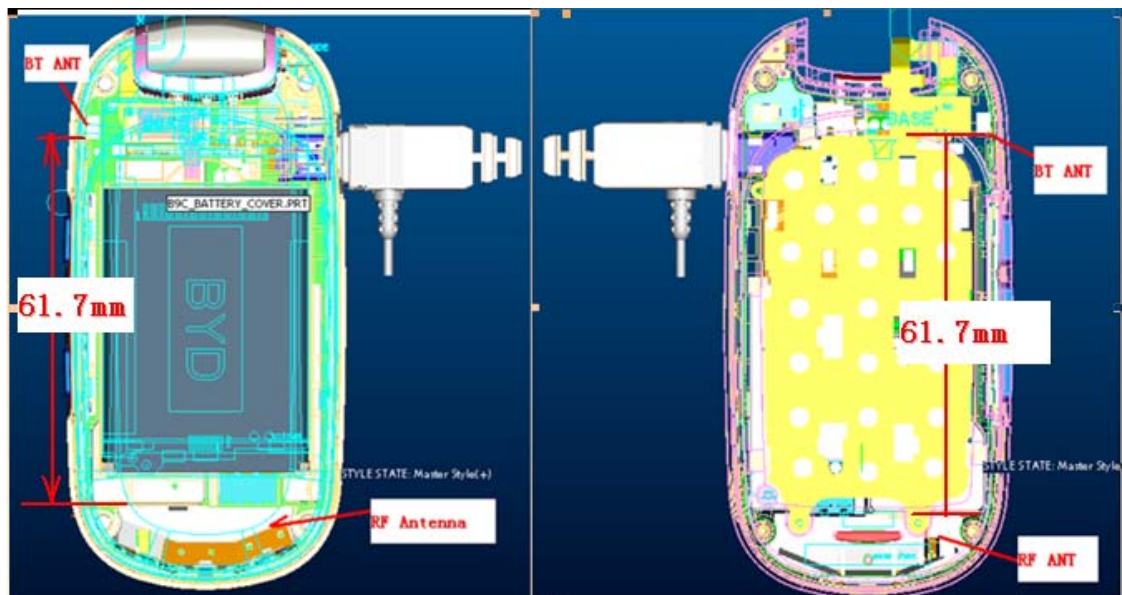 BT ANT
B9C_BATTERY_COVER.PRT
61.7mm
BYD
STYLE STATE: Master Style(+)
RF Antenna
BASE
BT ANT
61.7mm
STYLE STATE: Master Style
RF ANT